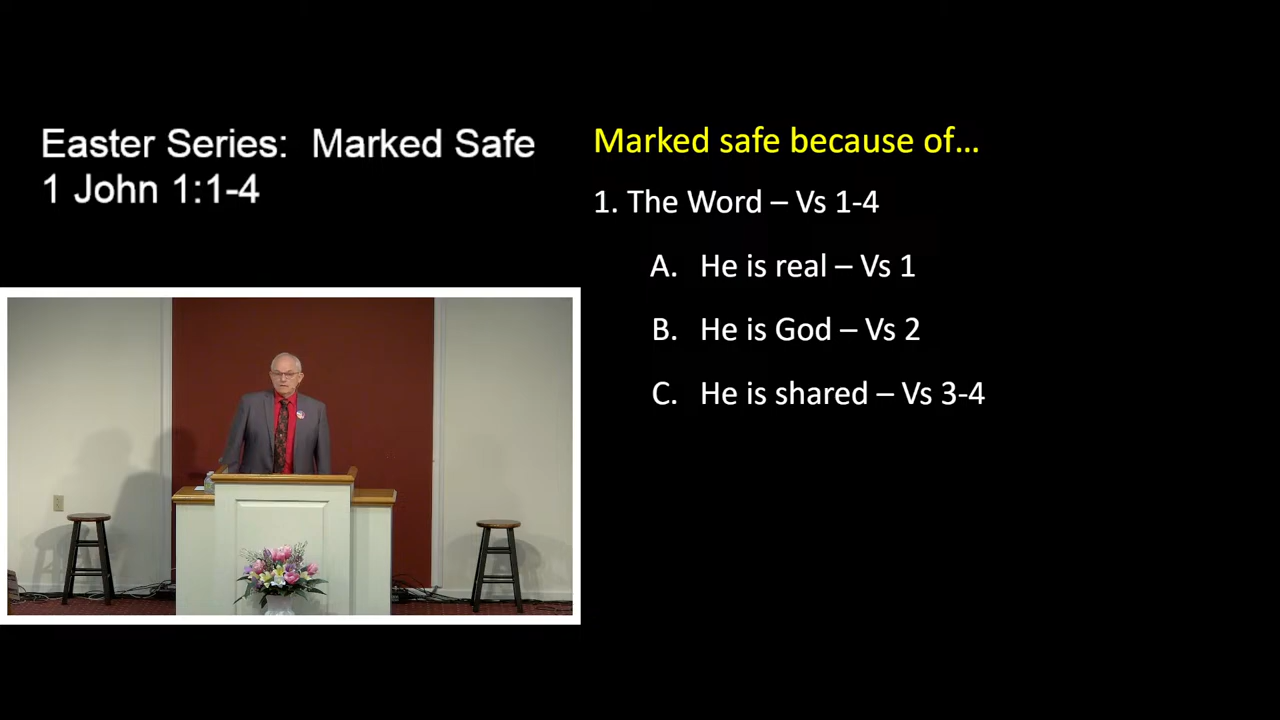 Easter Series:  Marked Safe
1 John 1:1-4
Marked safe because of…
1. The Word – Vs 1-4
A. He is real – Vs 1
B. He is God – Vs 2
C. He is shared – Vs 3-4